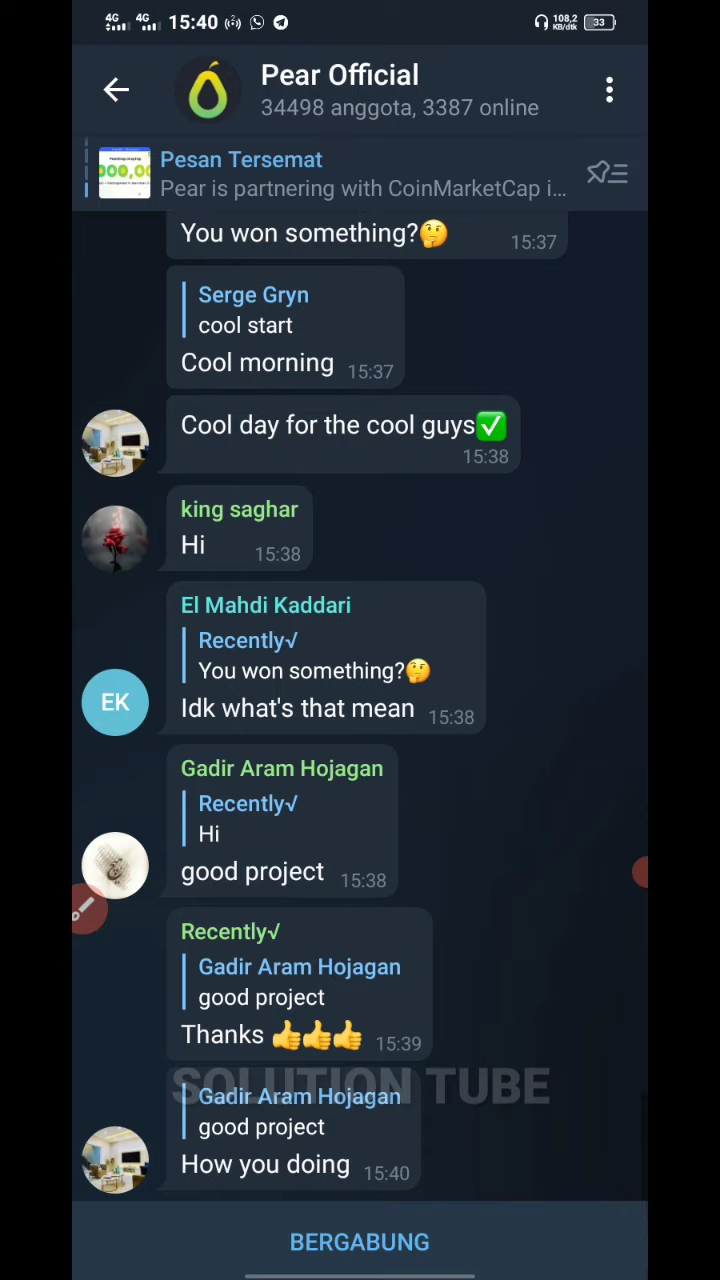 4G 4G 15:40 108,2 KB/dtk 33
Pear Official
34498 anggota, 3387 online
Pesan Tersemat
Pear is partnering with CoinMarketCap i...
You won something?🤔 15:37
Serge Gryn
cool start
Cool morning 15:37
Cool day for the cool guys✅
15:38
king saghar
Hi 15:38
El Mahdi Kaddari
Recently√
You won something?🤔
EK
Idk what's that mean 15:38
Gadir Aram Hojagan
Recently√
Hi
good project 15:38
Recently√
Gadir Aram Hojagan
good project
Thanks 👍👍👍 15:39
SOLUTION TUBE
Gadir Aram Hojagan
good project
How you doing 15:40
BERGABUNG